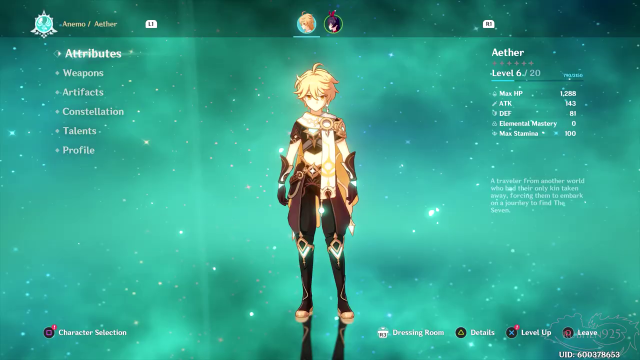 Anemo / Aether
L1
R1
Attributes
Weapons
Artifacts
Constellation
Talents
Profile
Aether
Level 6 / 20
Max HP 1,288
ATK 143
DEF 81
Elemental Mastery 0
Max Stamina 100
A traveler from another world
who had their only kin taken
away, forcing them to embark
on a journey to find The
Seven.
Character Selection
R3
Dressing Room
Details
Level Up
Leave
UID: 600378653